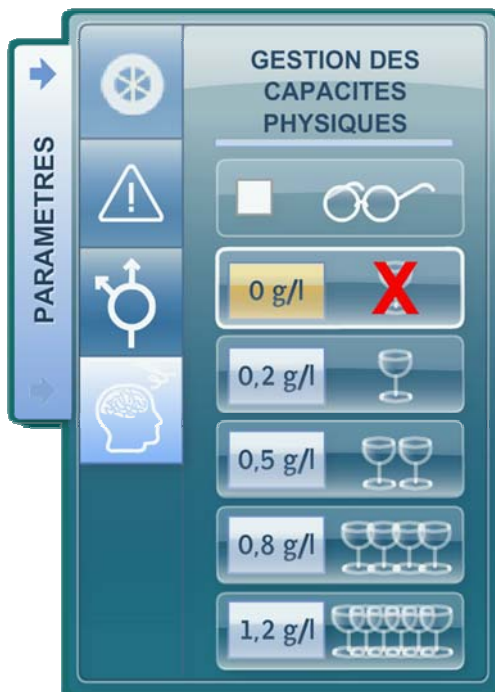 GESTION DES
CAPACITES
PHYSIQUES
PARAMETRES
0 g/l
0,2 g/l
0,5 g/l
0,8 g/l
1,2 g/l